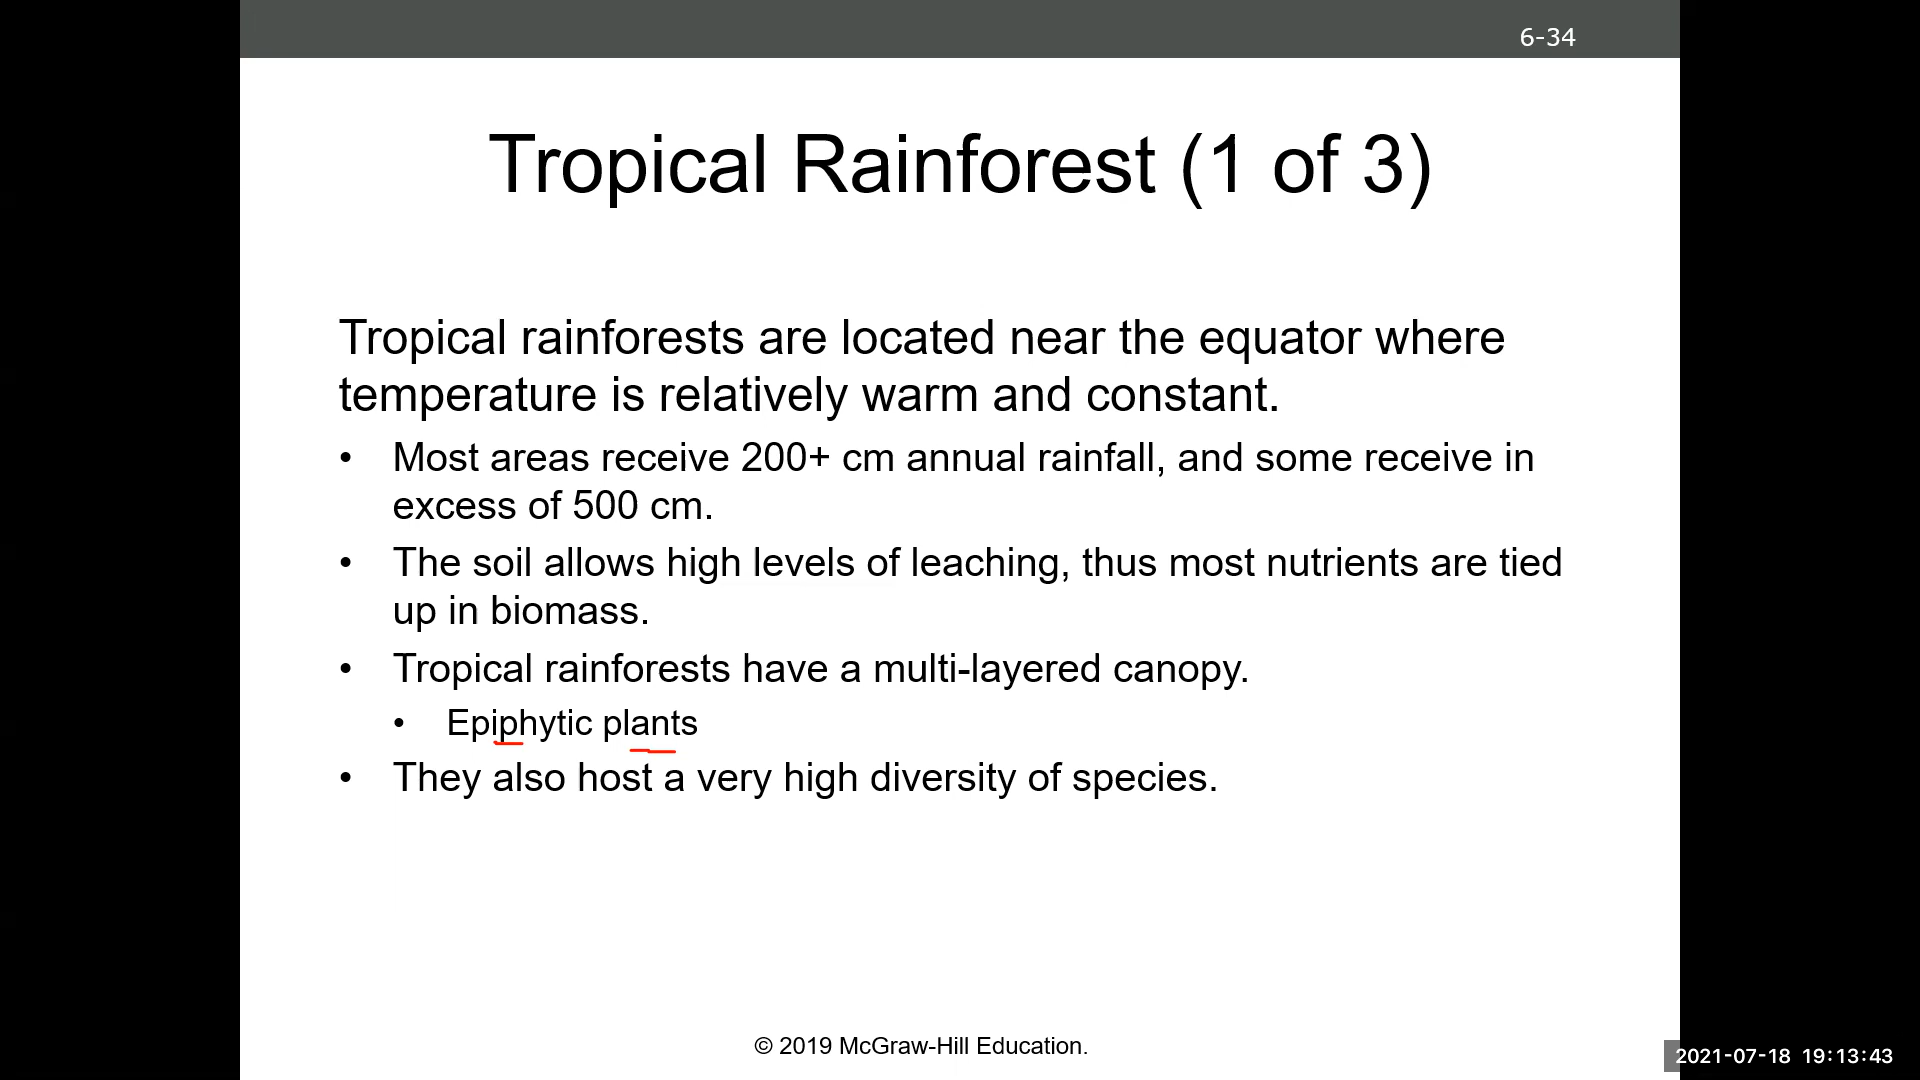 6-34
Tropical Rainforest (1 of 3)
Tropical rainforests are located near the equator where
temperature is relatively warm and constant.
• Most areas receive 200+ cm annual rainfall, and some receive in
excess of 500 cm.
• The soil allows high levels of leaching, thus most nutrients are tied
up in biomass.
• Tropical rainforests have a multi-layered canopy.
• Epiphytic plants
• They also host a very high diversity of species.
© 2019 McGraw-Hill Education.
2021-07-18 19:13:43